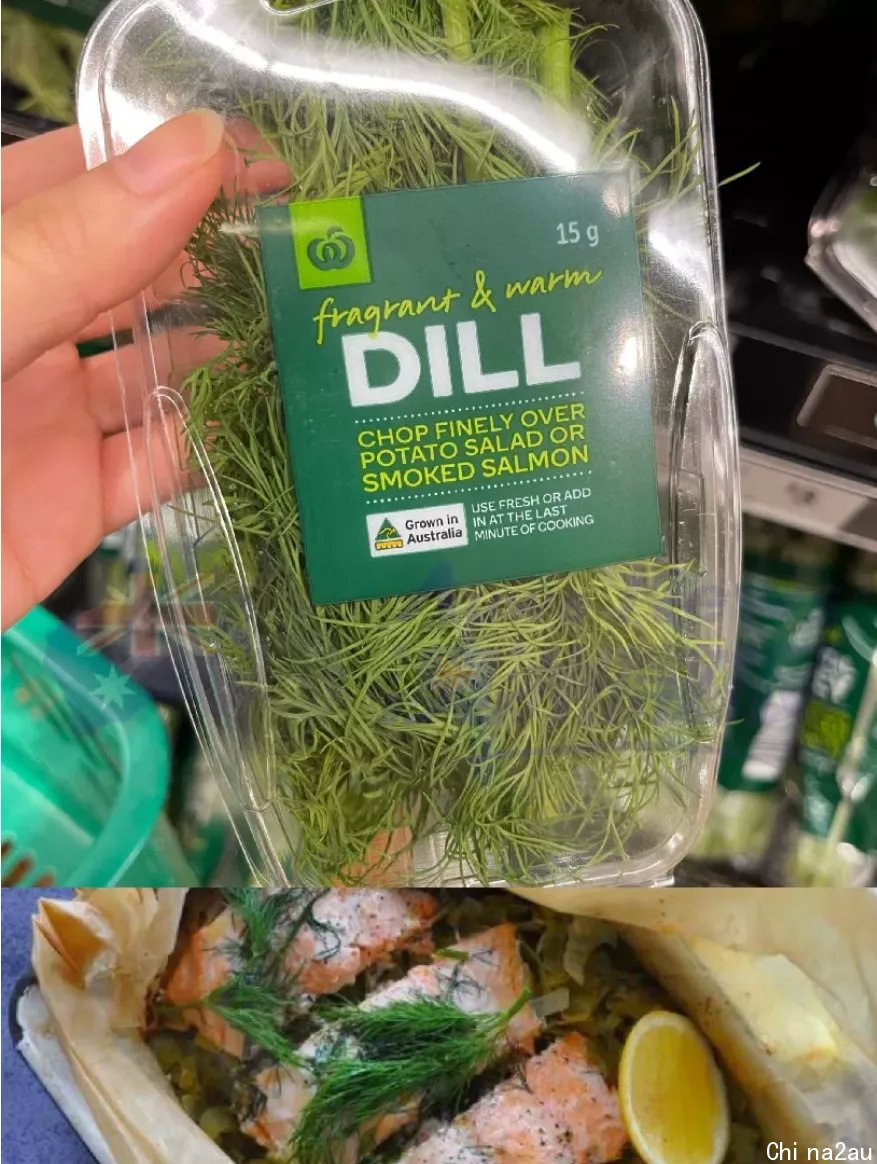 15 g
fragrant & warm
DILL
CHOP FINELY OVER
POTATO SALAD OR
SMOKED SALMON
Grown in
Australia
USE FRESH OR ADD
IN AT THE LAST
MINUTE OF COOKING
Chi na2au